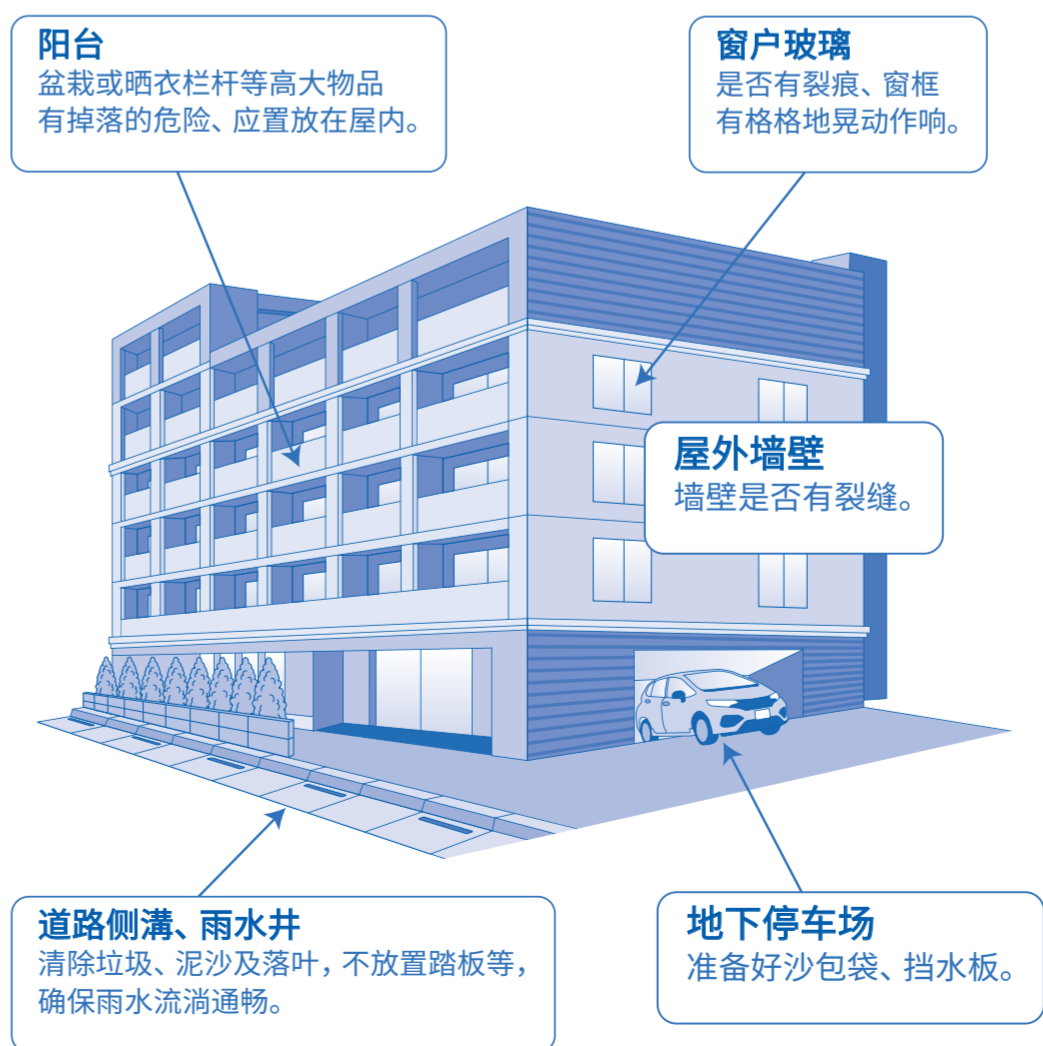 阳台
盆栽或晒衣栏杆等高大物品
有掉落的危险、应置放在屋内。
窗户玻璃
是否有裂痕、窗框
有格格地晃动作响。
屋外墙壁
墙壁是否有裂缝。
道路侧溝、雨水井
清除垃圾、泥沙及落叶，不放置踏板等，
确保雨水流淌通畅。
地下停车场
准备好沙包袋、挡水板。